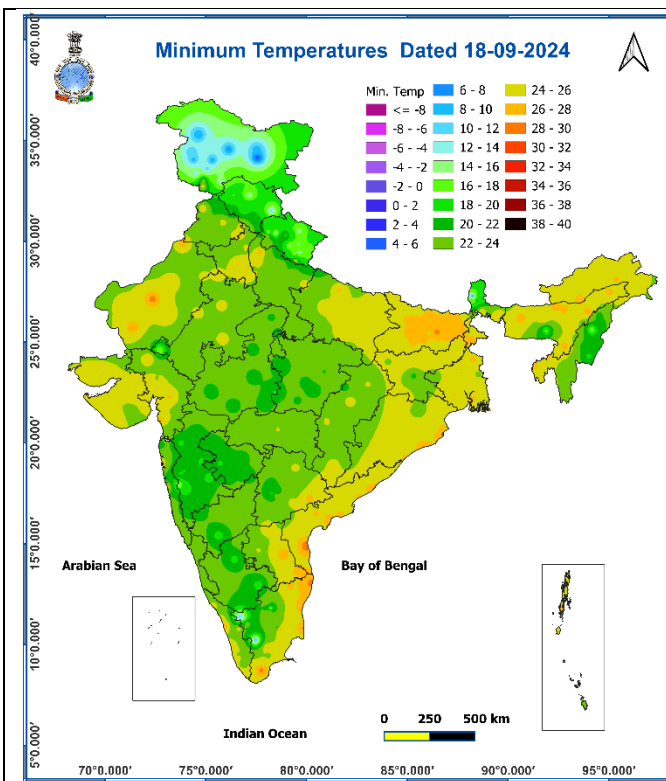 Minimum Temperatures Dated 18-09-2024
Min. Temp
<= -8
-8 - -6
-6 - -4
-4 - -2
-2 - 0
0 - 2
2 - 4
4 - 6
6 - 8
8 - 10
10 - 12
12 - 14
14 - 16
16 - 18
18 - 20
20 - 22
22 - 24
24 - 26
26 - 28
28 - 30
30 - 32
32 - 34
34 - 36
36 - 38
38 - 40
40°0.000'
35°0.000'
30°0.000'
25°0.000'
20°0.000'
15°0.000'
10°0.000'
5°0.000'
Arabian Sea
Bay of Bengal
Indian Ocean
0 250 500 km
70°0.000' 75°0.000' 80°0.000' 85°0.000' 90°0.000' 95°0.000'